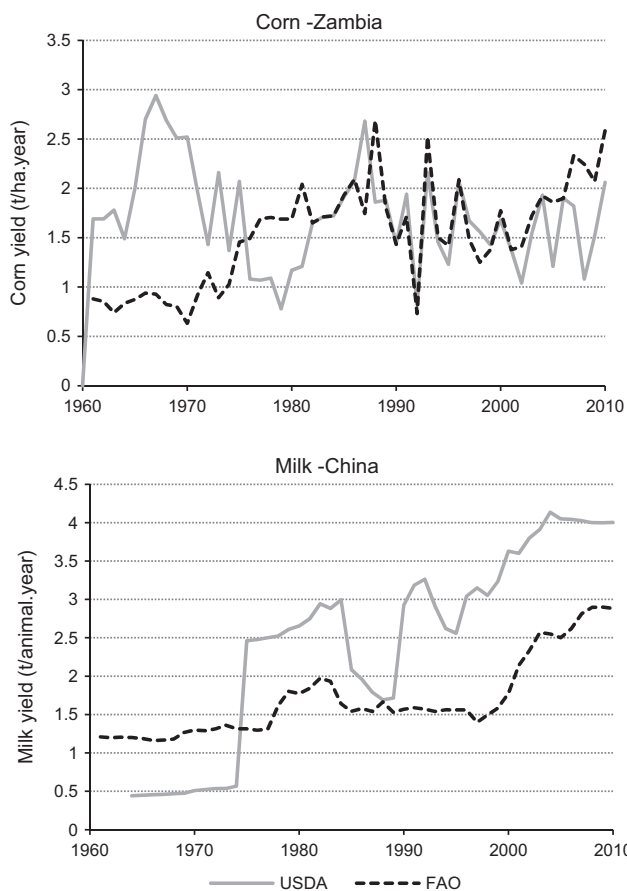 Corn -Zambia
3.5
3
2.5
2
1.5
1
0.5
0
Corn yield (t/ha.year)
1960 1970 1980 1990 2000 2010
Milk -China
4.5
4
3.5
3
2.5
2
1.5
1
0.5
0
Milk yield (t/animal.year)
1960 1970 1980 1990 2000 2010
USDA FAO